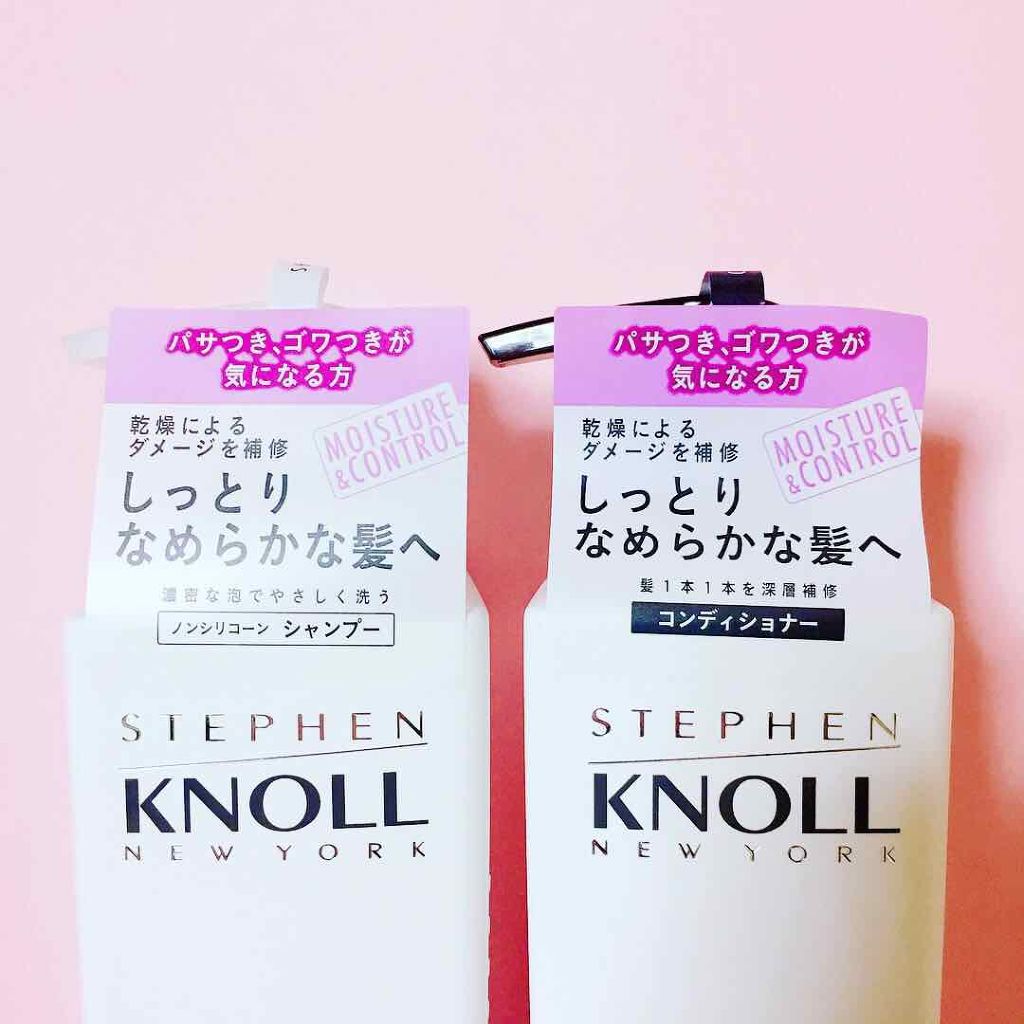 パサつき、ゴワつきが
気になる方
乾燥による
ダメージを補修
MOISTURE
&CONTROL
しっとり
なめらかな髪へ
濃密な泡でやさしく洗う
ノンシリコーン シャンプー
STEPHEN
KNOLL
NEW YORK
パサつき、ゴワつきが
気になる方
乾燥による
ダメージを補修
MOISTURE
&CONTROL
しっとり
なめらかな髪へ
髪1本1本を深層補修
コンディショナー
STEPHEN
KNOLL
NEW YORK